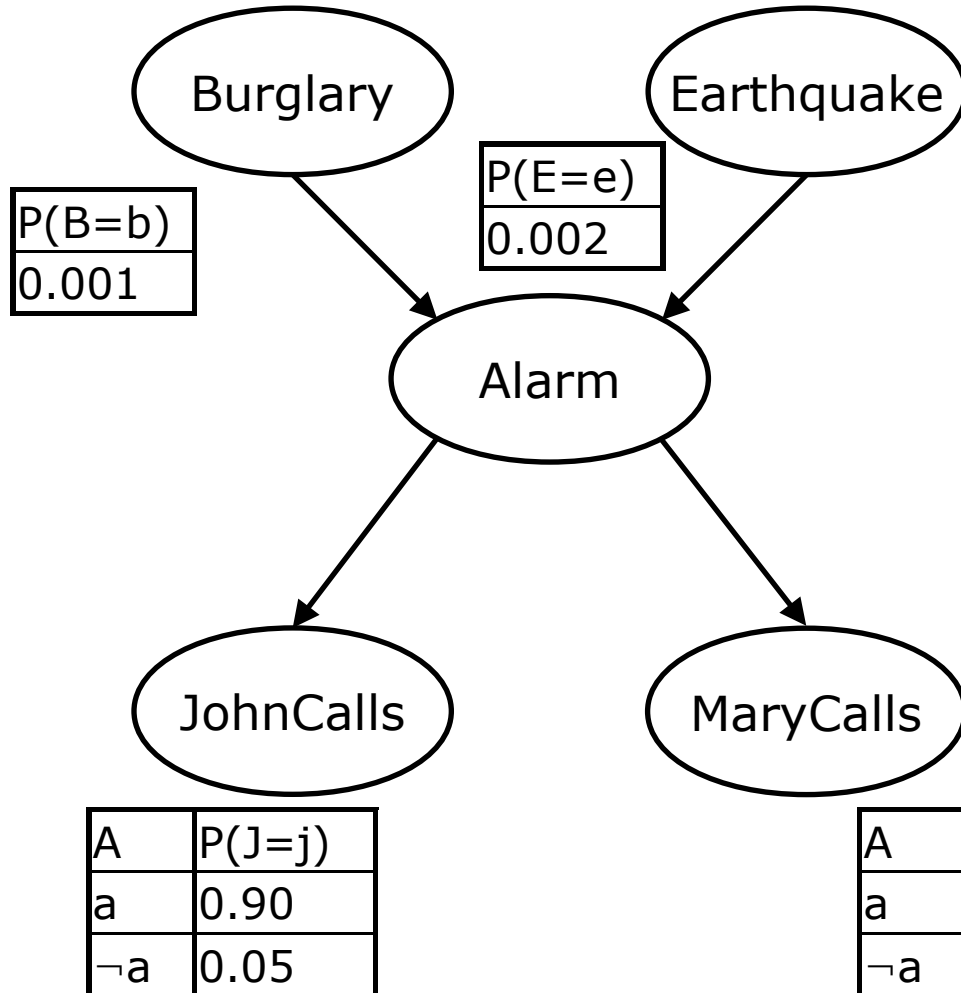 Burglary
Earthquake
P(E=e)
0.002
P(B=b)
0.001
Alarm
JohnCalls
MaryCalls
A P(J=j)
a 0.90
¬a 0.05
A
a
¬a